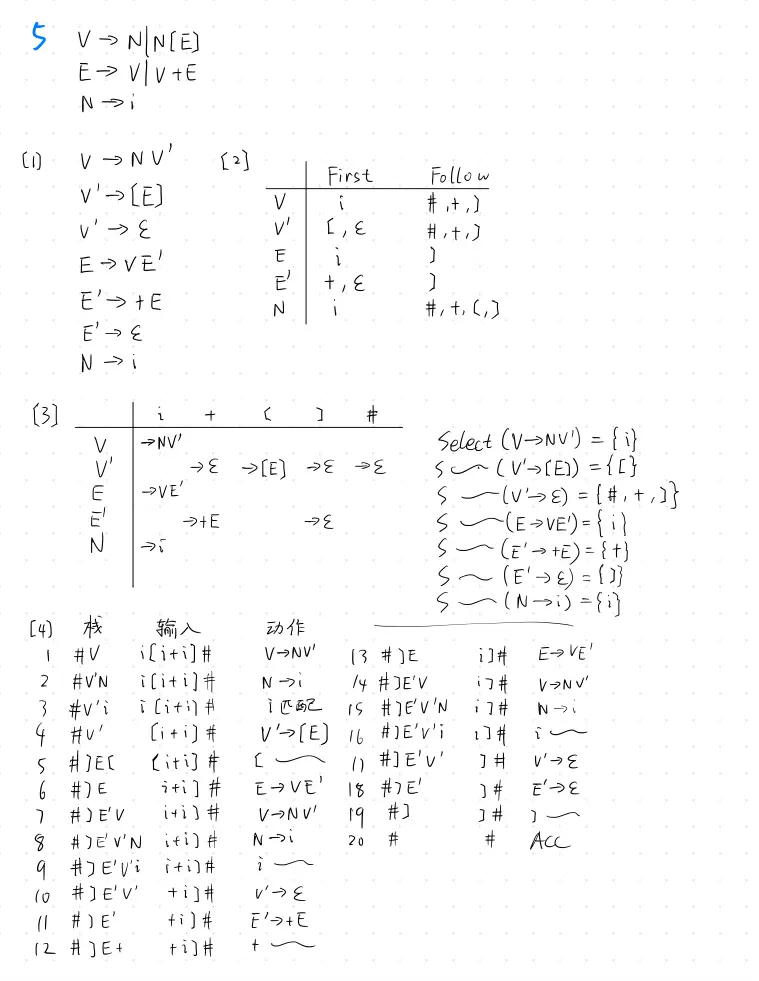 5
V → N|N[E]
E → V|V+E
N → i
[1]
V → NV'
V' → [E]
V' → ε
E → VE'
E' → +E
E' → ε
N → i
[2]
First Follow
V i #,+,]
V' [,ε #,+,]
E i ]
E' +,ε ]
N i #,+,[,]
[3]
i + [ ] #
V →NV'
V' →ε →[E] →ε →ε
E →VE'
E' →+E →ε
N →i
Select (V→NV') = {i}
S (V'→[E]) = {[}
S (V'→ε) = {#,+,]}
S (E→VE') = {i}
S (E'→+E) = {+}
S (E'→ε) = {]}
S (N→i) = {i}
[4] 栈 输入 动作
1 #V i[i+i]# V→NV'
2 #V'N i[i+i]# N→i
3 #V'i i[i+i]# i匹配
4 #V' [i+i]# V'→[E]
5 #]E[ [i+i]# [
6 #]E i+i]# E→VE'
7 #]E'V i+i]# V→NV'
8 #]E'V'N i+i]# N→i
9 #]E'V'i i+i]# i
10 #]E'V' +i]# V'→ε
11 #]E' +i]# E'→+E
12 #]E+ +i]# +
13 #]E i]# E→VE'
14 #]E'V i]# V→NV'
15 #]E'V'N i]# N→i
16 #]E'V'i i]# i
17 #]E'V' ]# V'→ε
18 #]E' ]# E'→ε
19 #] ]# ]
20 # # ACC